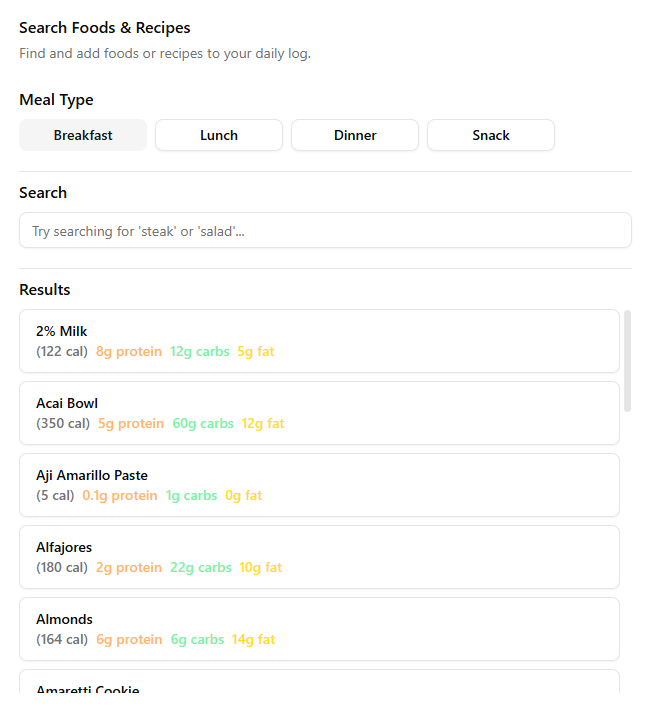 Search Foods & Recipes
Find and add foods or recipes to your daily log.
Meal Type
Breakfast Lunch Dinner Snack
Search
Try searching for 'steak' or 'salad'...
Results
2% Milk
(122 cal) 8g protein 12g carbs 5g fat
Acai Bowl
(350 cal) 5g protein 60g carbs 12g fat
Aji Amarillo Paste
(5 cal) 0.1g protein 1g carbs 0g fat
Alfajores
(180 cal) 2g protein 22g carbs 10g fat
Almonds
(164 cal) 6g protein 6g carbs 14g fat
Amaretti Cookie